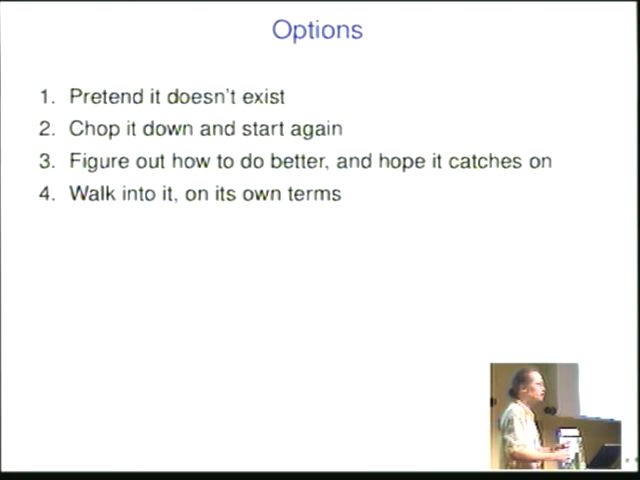 Options
1. Pretend it doesn't exist
2. Chop it down and start again
3. Figure out how to do better, and hope it catches on
4. Walk into it, on its own terms